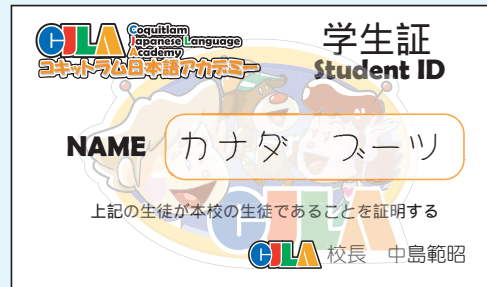 CJLA Coquitlam
Japanese Language
Academy
コキットラム日本語アカデミー
学生証
Student ID
NAME カナダ ブーツ
上記の生徒が本校の生徒であることを証明する
CJLA 校長 中島範昭
CJLA